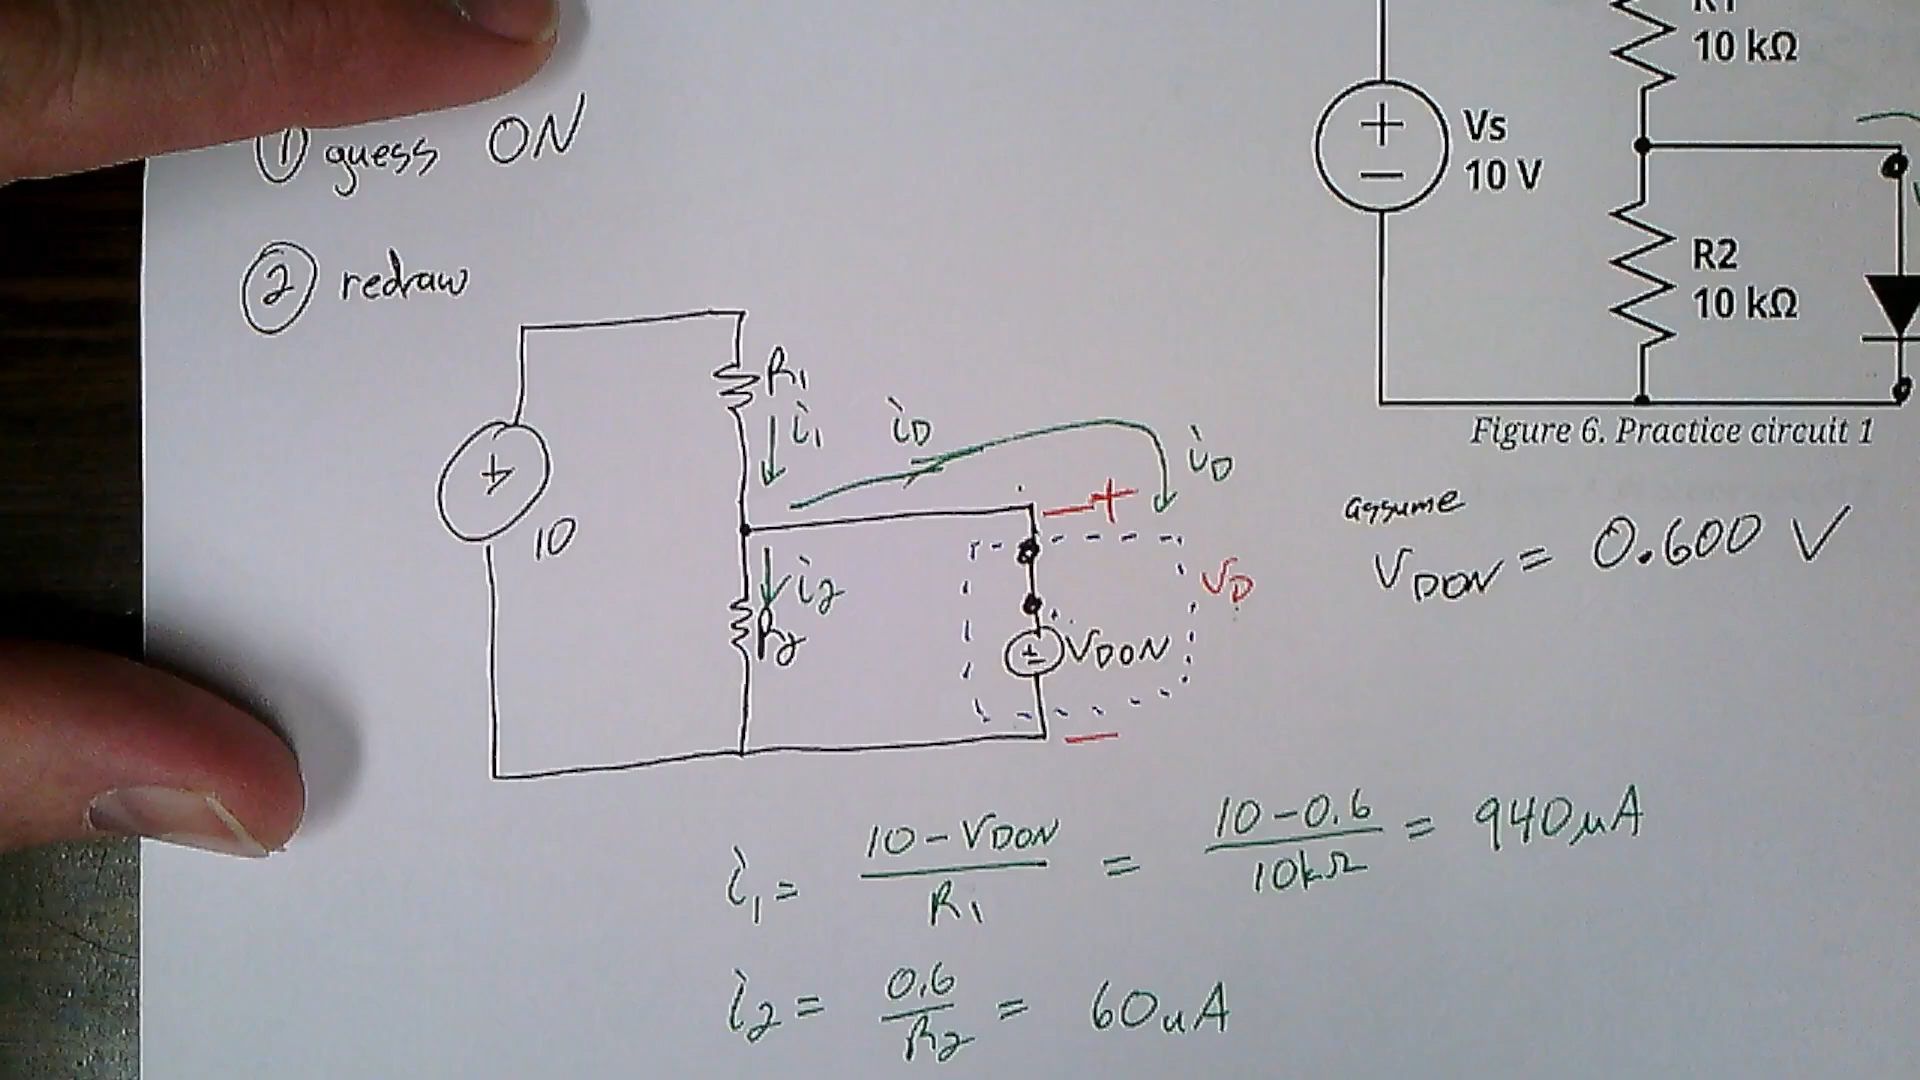 ① guess ON
② redraw
R1
10 kΩ
Vs
10 V
R2
10 kΩ
Figure 6. Practice circuit 1
assume
VDON = 0.600 V
R1
i1
iD
iD
10
i2
R2
VDON
VD
i1 = 10 - VDON / R1 = 10 - 0.6 / 10kΩ = 940µA
i2 = 0.6 / R2 = 60uA